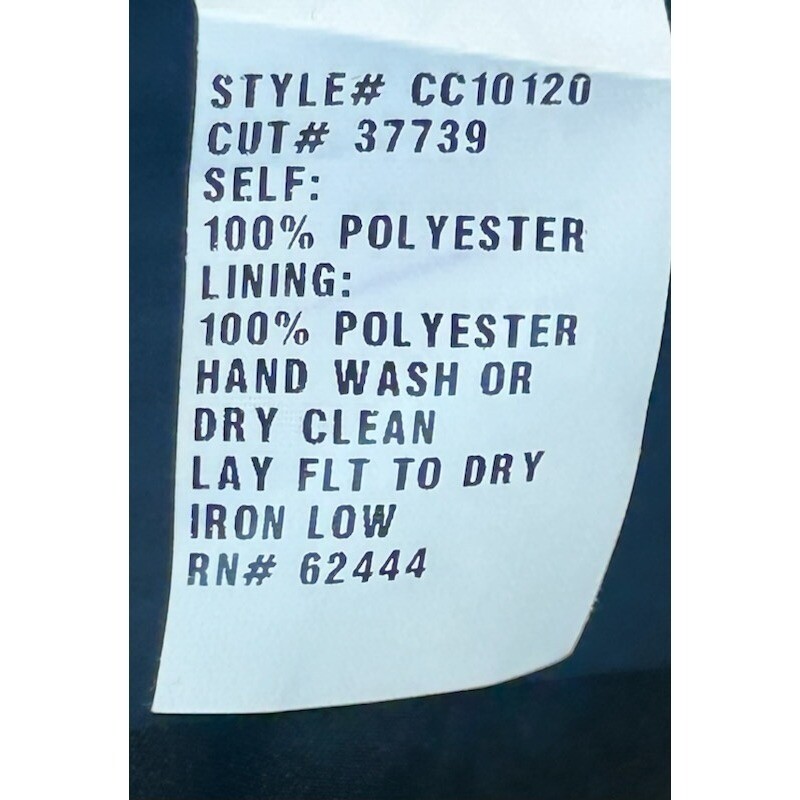 STYLE# CC10120
CUT# 37739
SELF:
100% POLYESTER
LINING:
100% POLYESTER
HAND WASH OR
DRY CLEAN
LAY FLT TO DRY
IRON LOW
RN# 62444